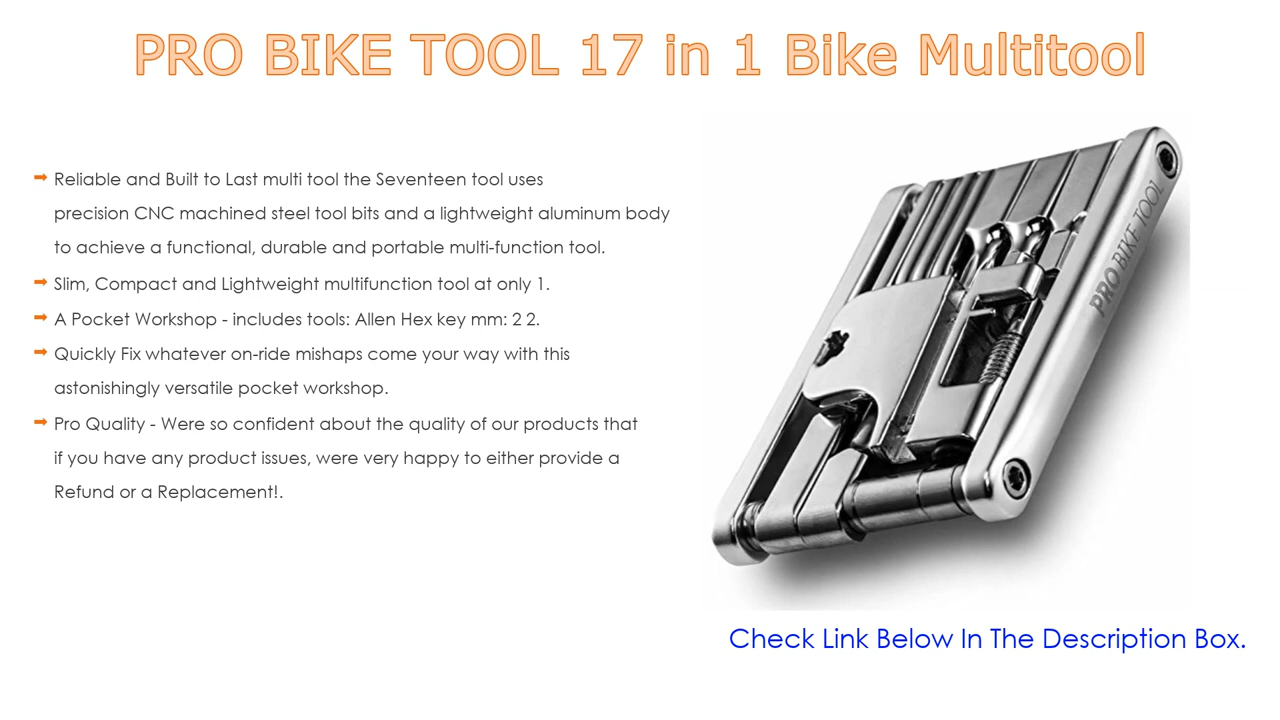 PRO BIKE TOOL 17 in 1 Bike Multitool
Reliable and Built to Last multi tool the Seventeen tool uses
precision CNC machined steel tool bits and a lightweight aluminum body
to achieve a functional, durable and portable multi-function tool.
Slim, Compact and Lightweight multifunction tool at only 1.
A Pocket Workshop - includes tools: Allen Hex key mm: 2 2.
Quickly Fix whatever on-ride mishaps come your way with this
astonishingly versatile pocket workshop.
Pro Quality - Were so confident about the quality of our products that
if you have any product issues, were very happy to either provide a
Refund or a Replacement!.
PRO BIKE TOOL
Check Link Below In The Description Box.